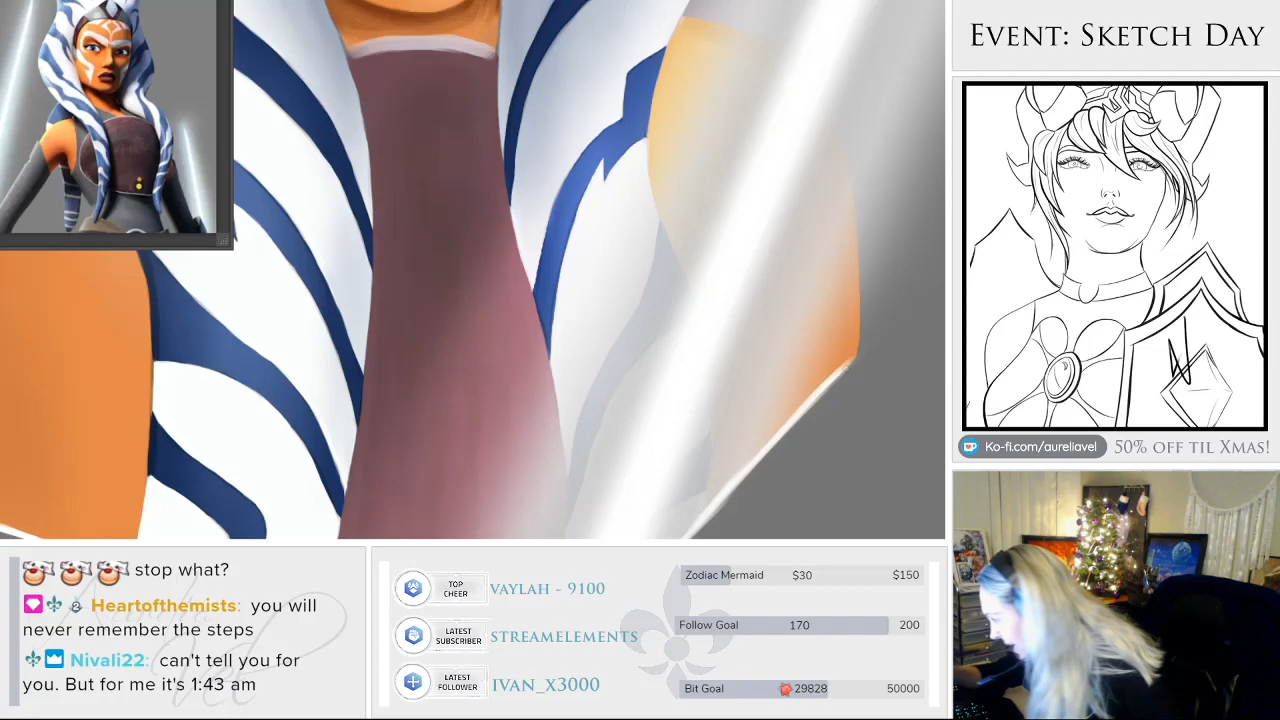 EVENT: SKETCH DAY
Ko-fi.com/aureliavel
50% OFF TIL XMAS!
stop what?
Heartofthemists: you will
never remember the steps
Nivali22: can't tell you for
you. But for me it's 1:43 am
TOP
CHEER
VAYLAH - 9100
LATEST
SUBSCRIBER
STREAMELEMENTS
LATEST
FOLLOWER
IVAN_X3000
Zodiac Mermaid $30 $150
Follow Goal 170 200
Bit Goal 29828 50000